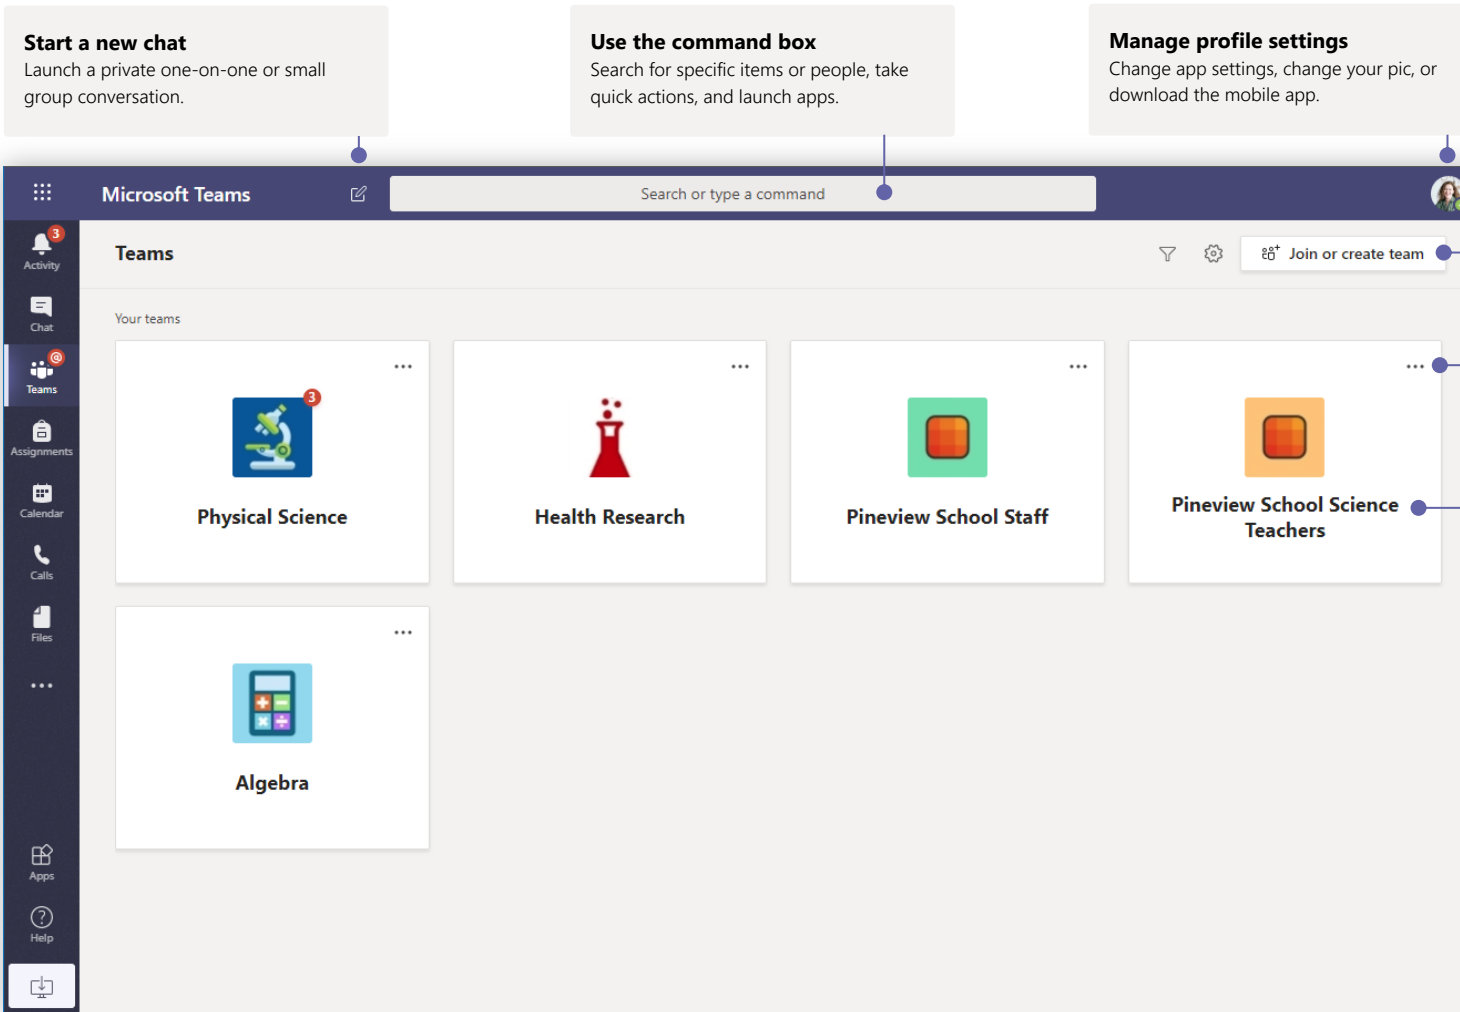 Start a new chat
Launch a private one-on-one or small
group conversation.
Use the command box
Search for specific items or people, take
quick actions, and launch apps.
Manage profile settings
Change app settings, change your pic, or
download the mobile app.
Microsoft Teams
Search or type a command
3
Activity
Chat
@
Teams
Assignments
Calendar
Calls
Files
Apps
Help
Teams
Join or create team
Your teams
3
Physical Science
Health Research
Pineview School Staff
Pineview School Science
Teachers
Algebra